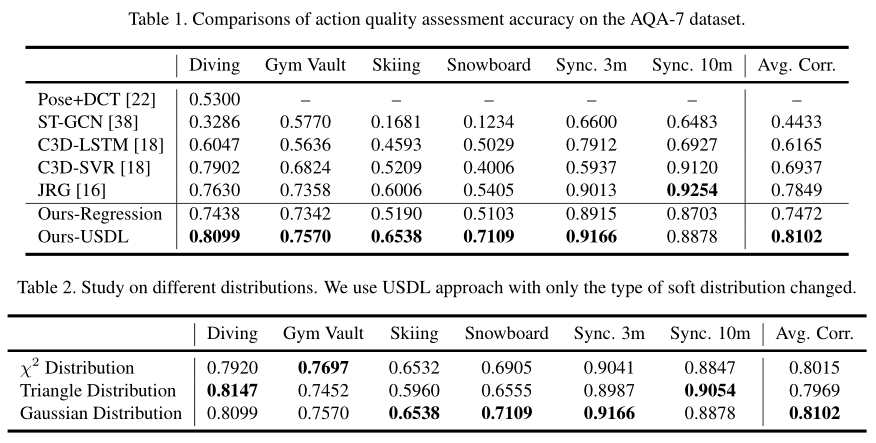 Table 1. Comparisons of action quality assessment accuracy on the AQA-7 dataset.
Diving Gym Vault Skiing Snowboard Sync. 3m Sync. 10m Avg. Corr.
Pose+DCT [22] 0.5300 – – – – – –
ST-GCN [38] 0.3286 0.5770 0.1681 0.1234 0.6600 0.6483 0.4433
C3D-LSTM [18] 0.6047 0.5636 0.4593 0.5029 0.7912 0.6927 0.6165
C3D-SVR [18] 0.7902 0.6824 0.5209 0.4006 0.5937 0.9120 0.6937
JRG [16] 0.7630 0.7358 0.6006 0.5405 0.9013 0.9254 0.7849
Ours-Regression 0.7438 0.7342 0.5190 0.5103 0.8915 0.8703 0.7472
Ours-USDL 0.8099 0.7570 0.6538 0.7109 0.9166 0.8878 0.8102
Table 2. Study on different distributions. We use USDL approach with only the type of soft distribution changed.
Diving Gym Vault Skiing Snowboard Sync. 3m Sync. 10m Avg. Corr.
χ² Distribution 0.7920 0.7697 0.6532 0.6905 0.9041 0.8847 0.8015
Triangle Distribution 0.8147 0.7452 0.5960 0.6555 0.8987 0.9054 0.7969
Gaussian Distribution 0.8099 0.7570 0.6538 0.7109 0.9166 0.8878 0.8102